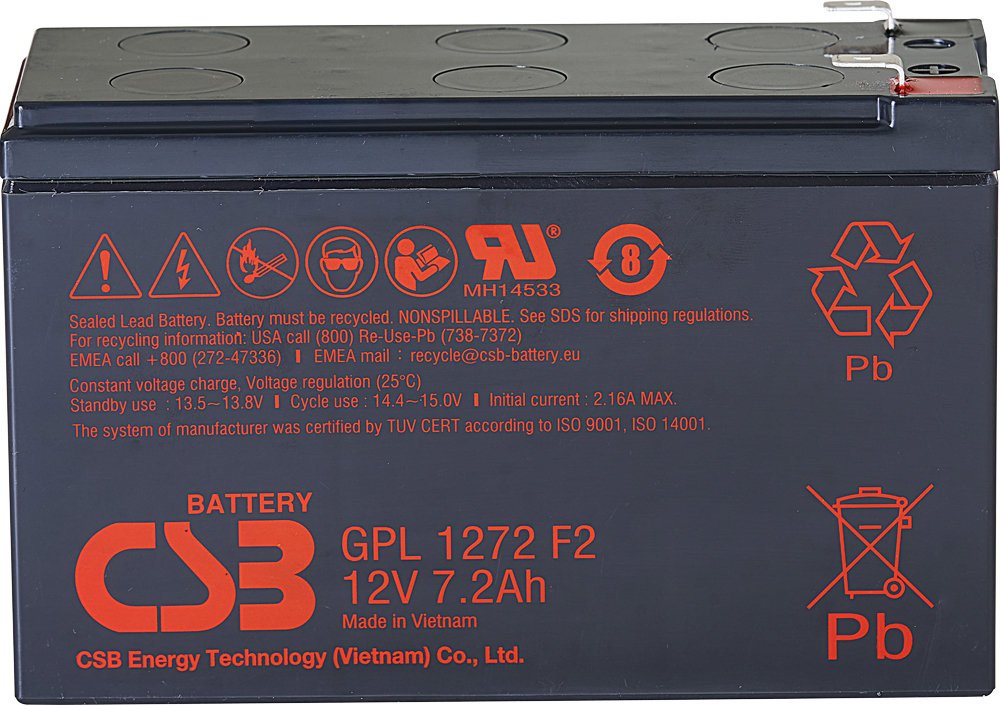 MH14533
8
Pb
Sealed Lead Battery. Battery must be recycled. NONSPILLABLE. See SDS for shipping regulations.
For recycling information: USA call (800) Re-Use-Pb (738-7372)
EMEA call +800 (272-47336) ▮ EMEA mail : recycle@csb-battery.eu
Constant voltage charge, Voltage regulation (25°C)
Standby use : 13.5~13.8V ▮ Cycle use : 14.4~15.0V ▮ Initial current : 2.16A MAX.
The system of manufacturer was certified by TUV CERT according to ISO 9001, ISO 14001.
BATTERY
CSB
GPL 1272 F2
12V 7.2Ah
Made in Vietnam
CSB Energy Technology (Vietnam) Co., Ltd.
Pb